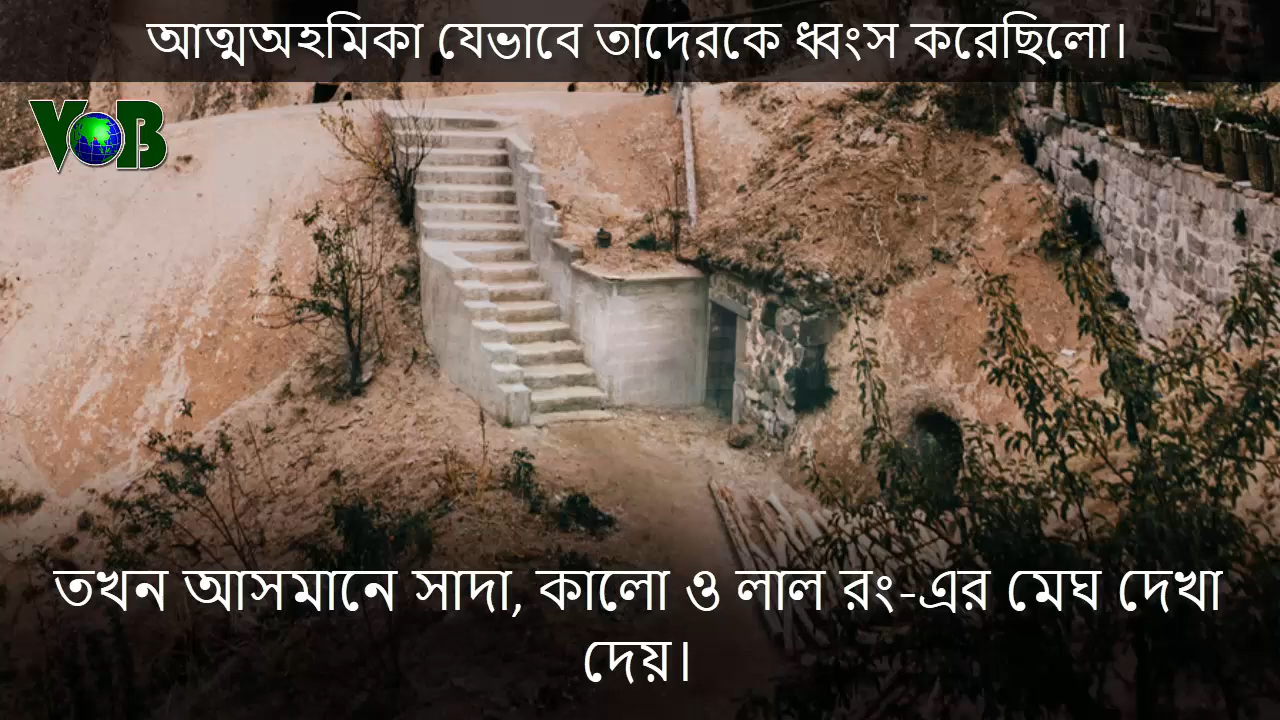 আত্মঅহমিকা যেভাবে তাদেরকে ধ্বংস করেছিলো।
VOB
তখন আসমানে সাদা, কালো ও লাল রং-এর মেঘ দেখা
দেয়।